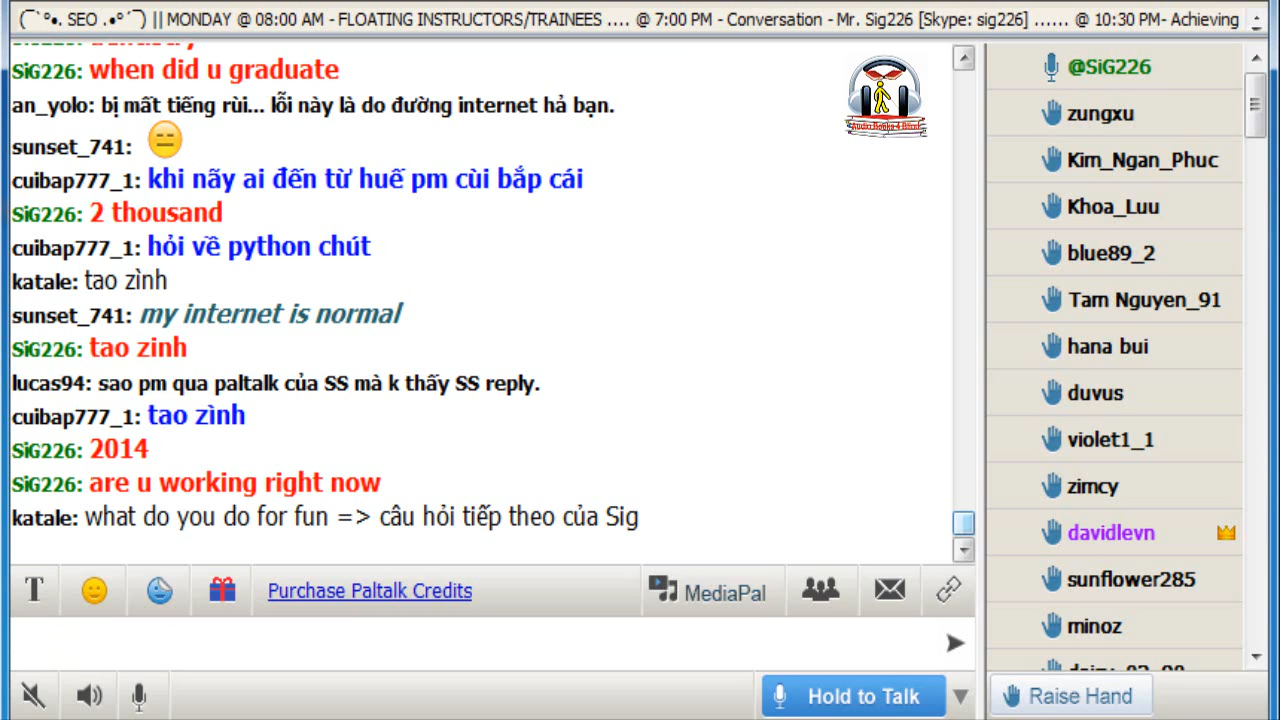 (¯`°•. SEO .•°´¯) || MONDAY @ 08:00 AM - FLOATING INSTRUCTORS/TRAINEES .... @ 7:00 PM - Conversation - Mr. Sig226 [Skype: sig226] ...... @ 10:30 PM- Achieving
SiG226: when did u graduate
an_yolo: bị mất tiếng rùi... lỗi này là do đường internet hả bạn.
sunset_741:
cuibap777_1: khi nãy ai đến từ huế pm cùi bắp cái
SiG226: 2 thousand
cuibap777_1: hỏi về python chút
katale: tao zình
sunset_741: my internet is normal
SiG226: tao zinh
lucas94: sao pm qua paltalk của SS mà k thấy SS reply.
cuibap777_1: tao zình
SiG226: 2014
SiG226: are u working right now
katale: what do you do for fun => câu hỏi tiếp theo của Sig
T
Purchase Paltalk Credits
MediaPal
Hold to Talk
Audio Books 4 Blind
@SiG226
zungxu
Kim_Ngan_Phuc
Khoa_Luu
blue89_2
Tam Nguyen_91
hana bui
duvus
violet1_1
zimcy
davidlevn
sunflower285
minoz
Raise Hand